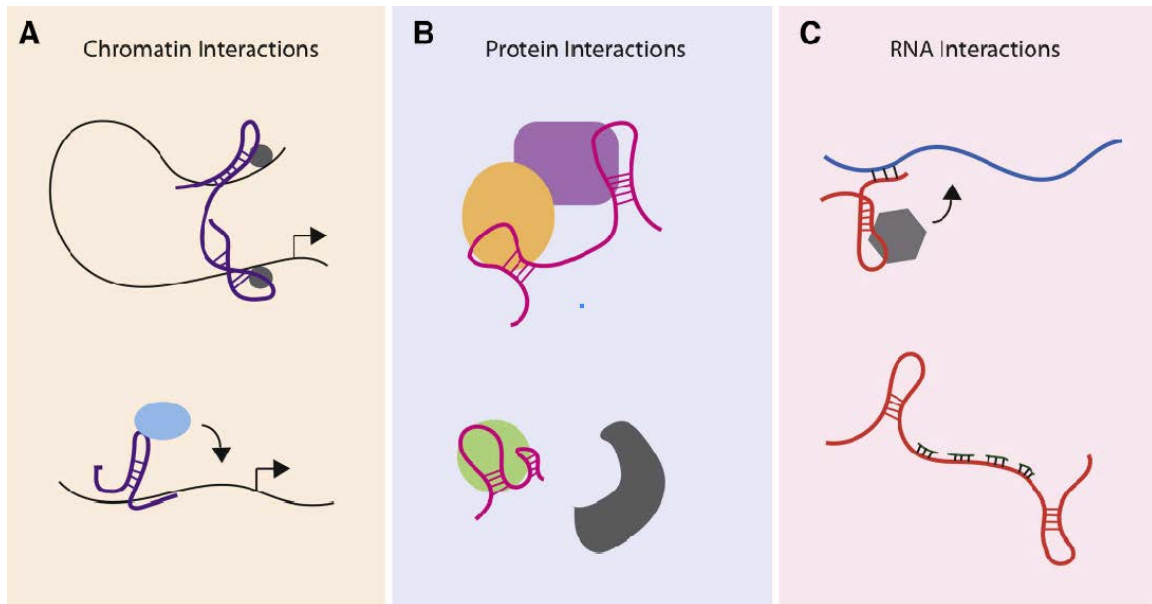 A
Chromatin Interactions
B
Protein Interactions
C
RNA Interactions